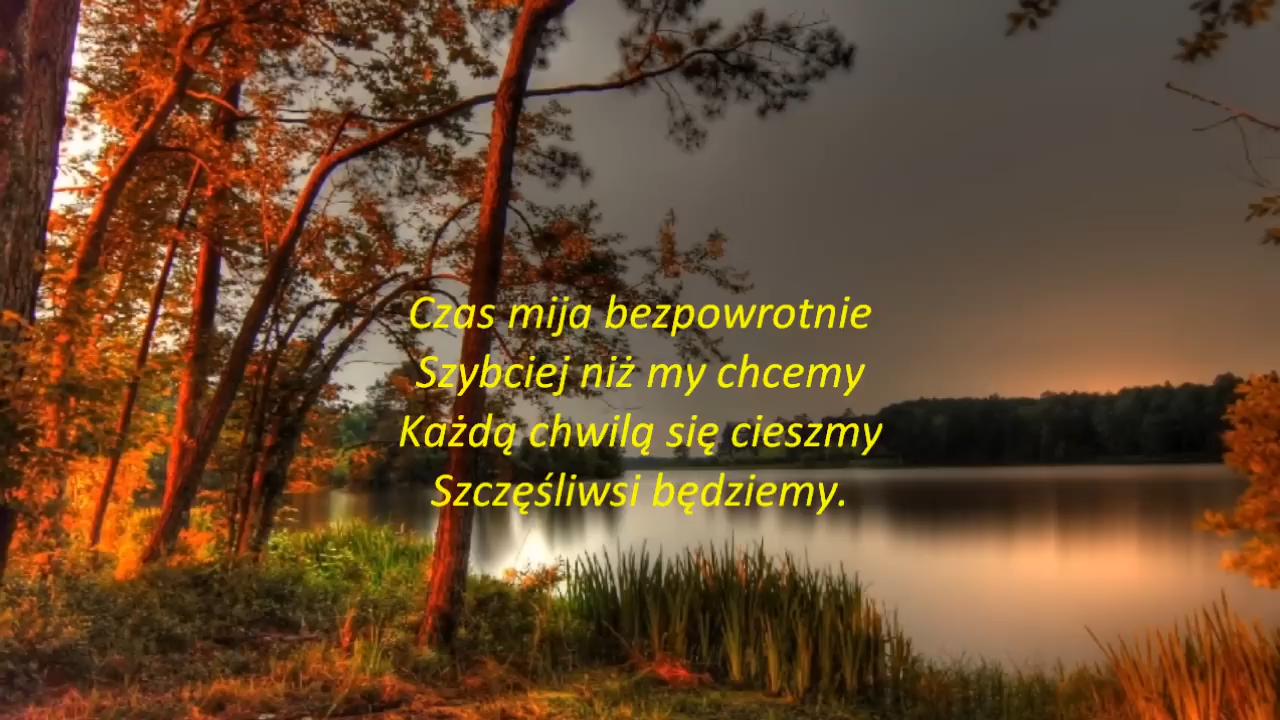 Czas mija bezpowrotnie
Szybciej niż my chcemy
Każdą chwilą się cieszmy
Szczęśliwsi będziemy.